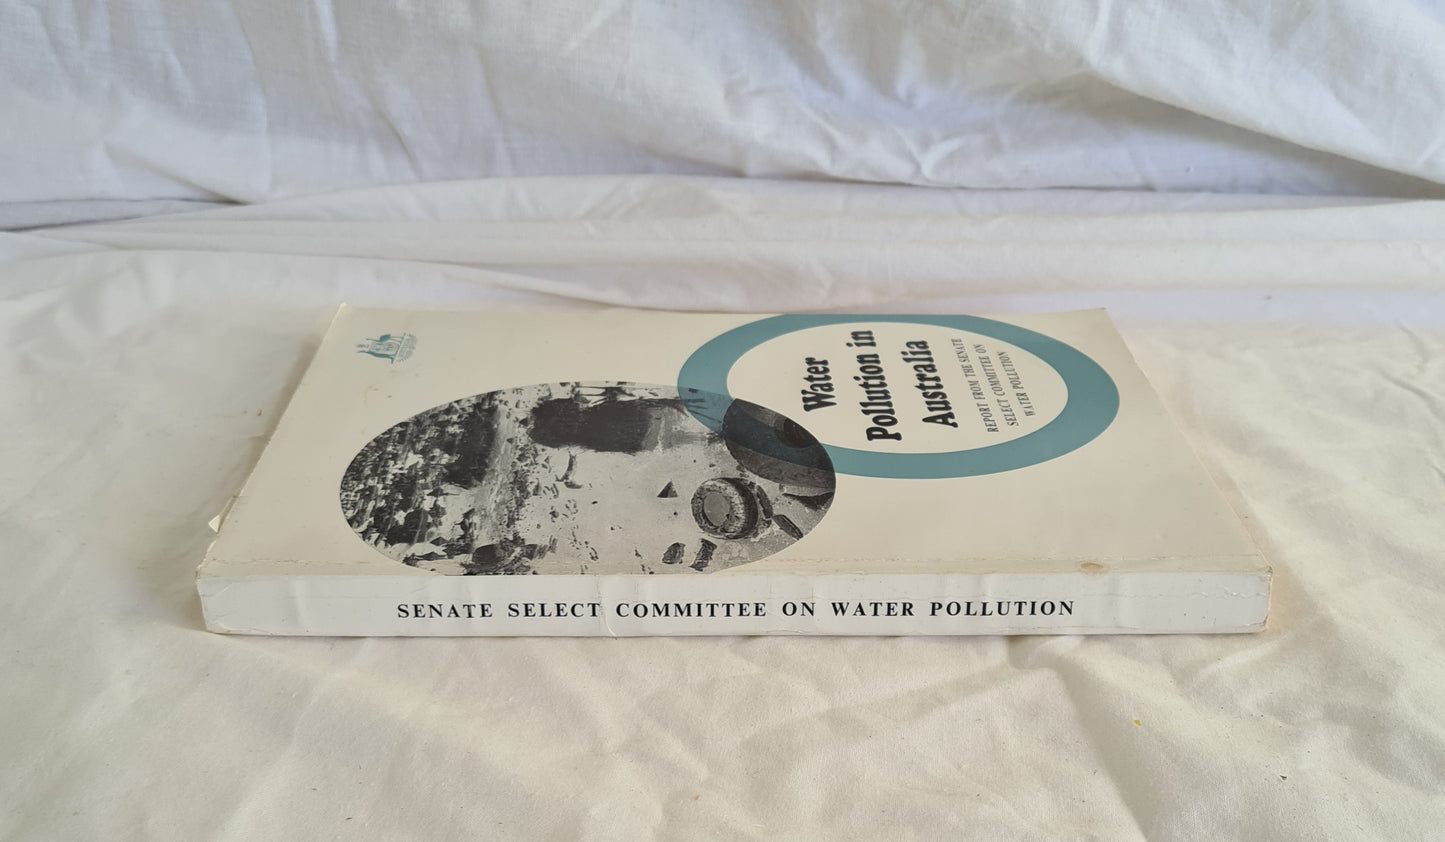 Water
Pollution in
Australia
REPORT FROM THE SENATE
SELECT COMMITTEE ON
WATER POLLUTION
SENATE SELECT COMMITTEE ON WATER POLLUTION